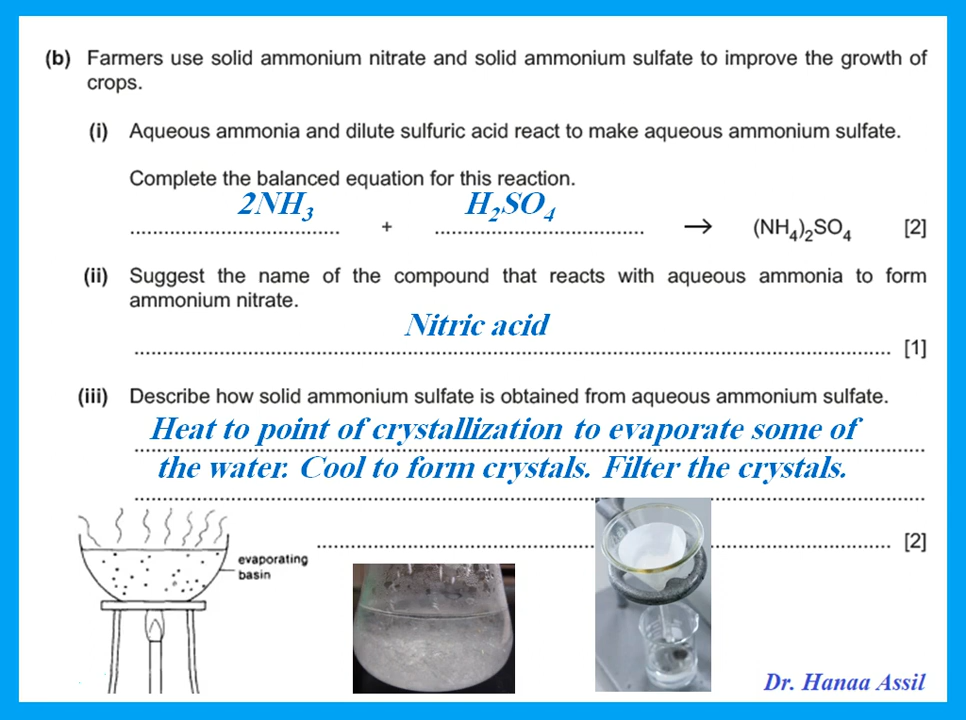 (b) Farmers use solid ammonium nitrate and solid ammonium sulfate to improve the growth of
crops.
(i) Aqueous ammonia and dilute sulfuric acid react to make aqueous ammonium sulfate.
Complete the balanced equation for this reaction.
2NH₃ + H₂SO₄ → (NH₄)₂SO₄ [2]
(ii) Suggest the name of the compound that reacts with aqueous ammonia to form
ammonium nitrate.
Nitric acid
[1]
(iii) Describe how solid ammonium sulfate is obtained from aqueous ammonium sulfate.
Heat to point of crystallization to evaporate some of
the water. Cool to form crystals. Filter the crystals.
[2]
evaporating
basin
Dr. Hanaa Assil